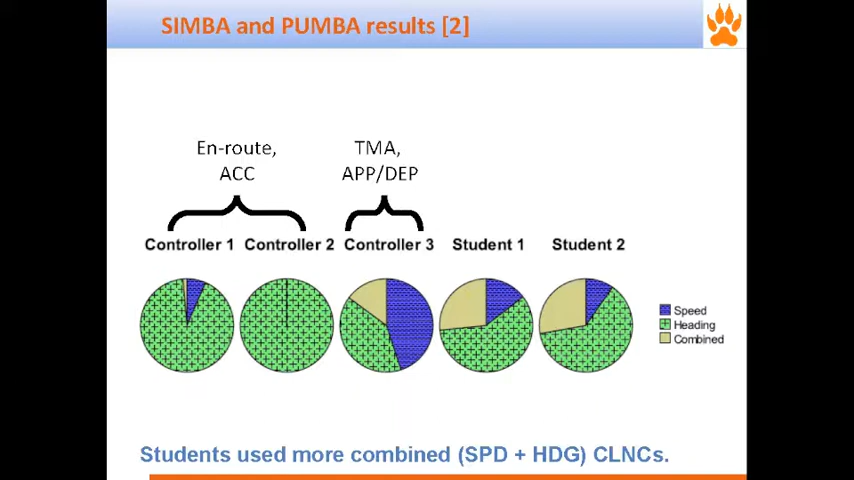 SIMBA and PUMBA results [2]
En-route,
ACC
TMA,
APP/DEP
Controller 1 Controller 2 Controller 3 Student 1 Student 2
Speed
Heading
Combined
Students used more combined (SPD + HDG) CLNCs.